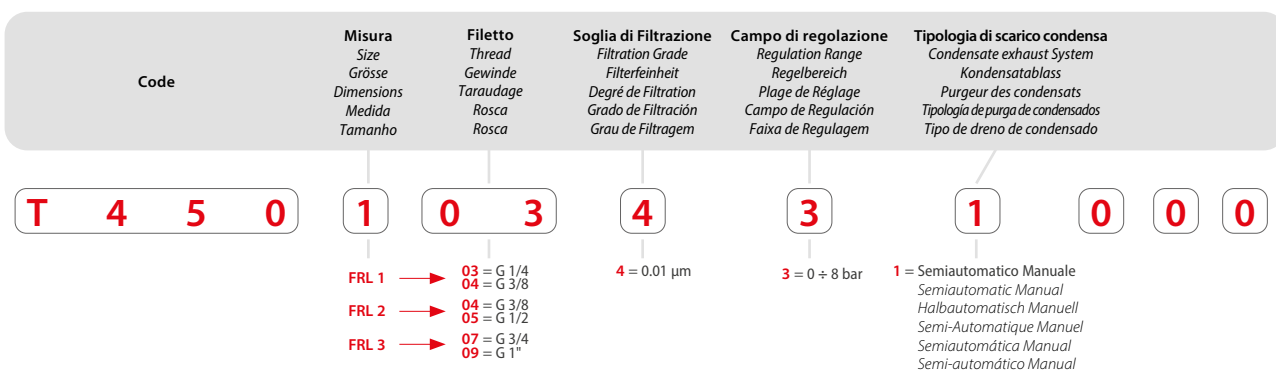 Code
Misura
Size
Grösse
Dimensions
Medida
Tamanho
Filetto
Thread
Gewinde
Taraudage
Rosca
Rosca
Soglia di Filtrazione
Filtration Grade
Filterfeinheit
Degré de Filtration
Grado de Filtración
Grau de Filtragem
Campo di regolazione
Regulation Range
Regelbereich
Plage de Réglage
Campo de Regulación
Faixa de Regulagem
Tipologia di scarico condensa
Condensate exhaust System
Kondensatablass
Purgeur des condensats
Tipología de purga de condensados
Tipo de dreno de condensado
T 4 5 0 1 0 3 4 3 1 0 0 0
FRL 1
03 = G 1/4
04 = G 3/8
FRL 2
04 = G 3/8
05 = G 1/2
FRL 3
07 = G 3/4
09 = G 1"
4 = 0.01 µm
3 = 0 ÷ 8 bar
1 = Semiautomatico Manuale
Semiautomatic Manual
Halbautomatisch Manuell
Semi-Automatique Manuel
Semiautomática Manual
Semi-automático Manual